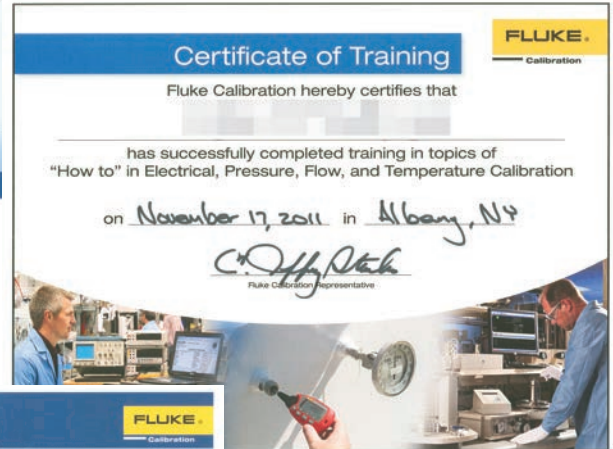 FLUKE®
Calibration
Certificate of Training
Fluke Calibration hereby certifies that
has successfully completed training in topics of
"How to" in Electrical, Pressure, Flow, and Temperature Calibration
on November 17, 2011 in Albany, NY
Fluke Calibration Representative
FLUKE®
Calibration